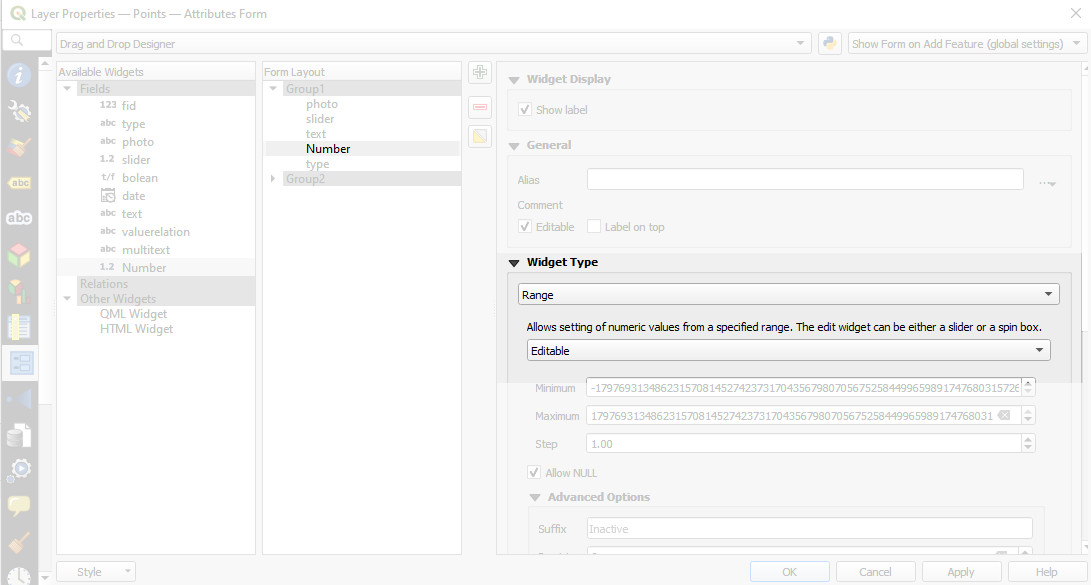 Layer Properties — Points — Attributes Form
Drag and Drop Designer
Show Form on Add Feature (global settings)
Available Widgets
Fields
123 fid
abc type
abc photo
1.2 slider
t/f bolean
date
abc text
abc valuerelation
abc multitext
1.2 Number
Relations
Other Widgets
QML Widget
HTML Widget
Form Layout
Group1
photo
slider
text
Number
type
Group2
Widget Display
Show label
General
Alias
...
Comment
Editable
Label on top
Widget Type
Range
Allows setting of numeric values from a specified range. The edit widget can be either a slider or a spin box.
Editable
Minimum
-17976931348623157081452742373170435679807056752584499659891747680315726
Maximum
1797693134862315708145274237317043567980705675258449965989174768031
Step
1.00
Allow NULL
Advanced Options
Suffix
Inactive
abc
abc
Style
OK
Cancel
Apply
Help